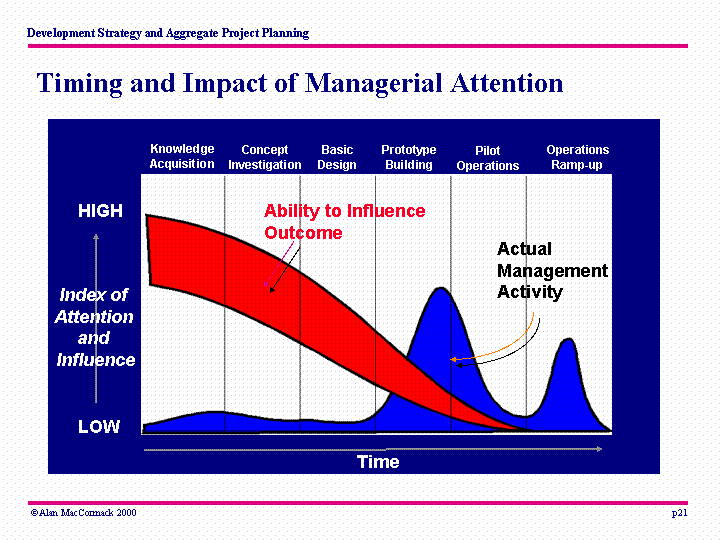 Development Strategy and Aggregate Project Planning
Timing and Impact of Managerial Attention
Knowledge
Acquisition
Concept
Investigation
Basic
Design
Prototype
Building
Pilot
Operations
Operations
Ramp-up
HIGH
Ability to Influence
Outcome
Actual
Management
Activity
Index of
Attention
and
Influence
LOW
Time
©Alan MacCormack 2000
p21